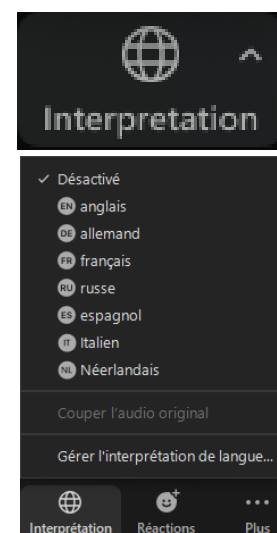 Interpretation
Désactivé
EN anglais
DE allemand
FR français
RU russe
ES espagnol
IT Italien
NL Néerlandais
Couper l'audio original
Gérer l'interprétation de langue...
Interprétation Réactions Plus